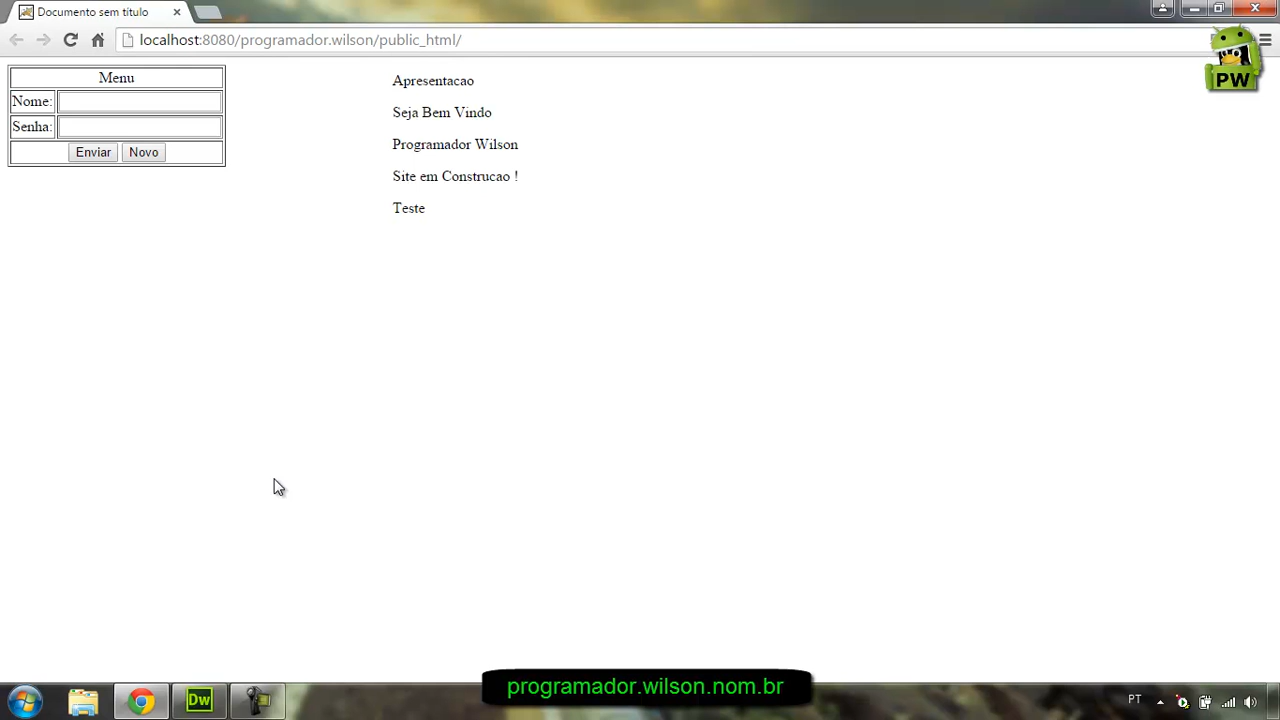 Documento sem título
localhost:8080/programador.wilson/public_html/
PW
Menu
Nome:
Senha:
Enviar Novo
Apresentacao
Seja Bem Vindo
Programador Wilson
Site em Construcao !
Teste
programador.wilson.nom.br
Dw
PT